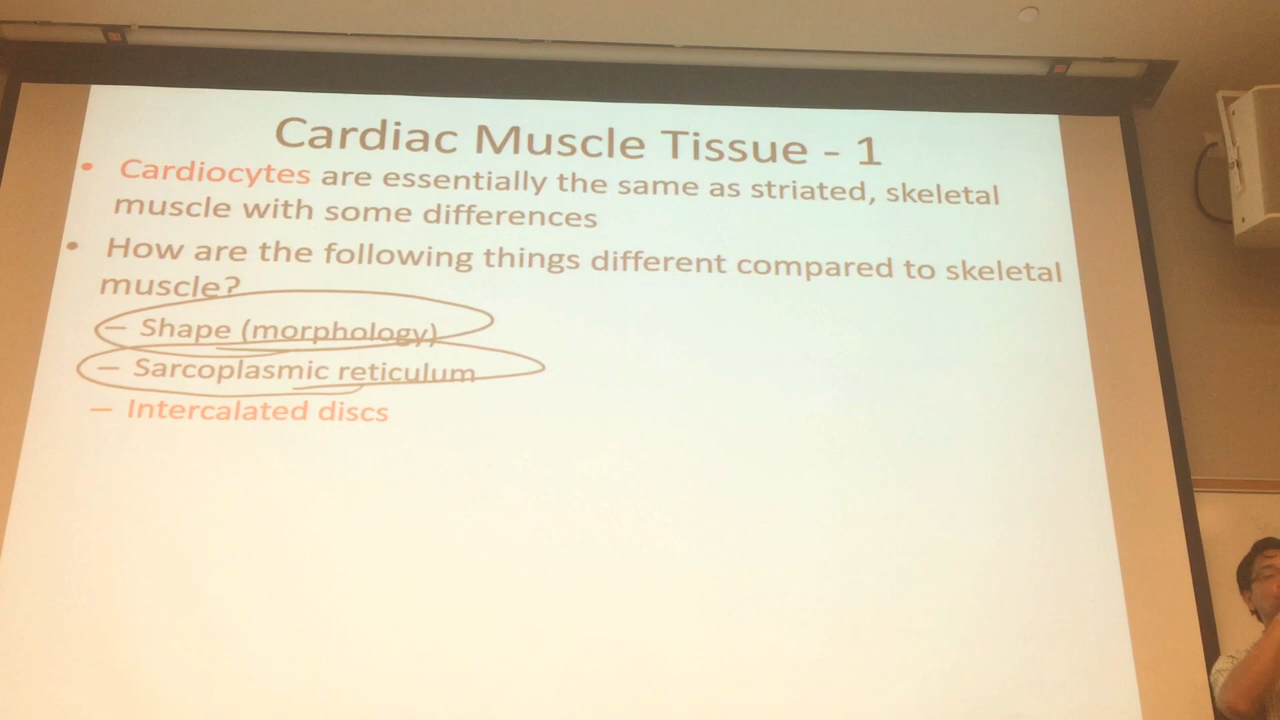 Cardiac Muscle Tissue - 1
• Cardiocytes are essentially the same as striated, skeletal
muscle with some differences
• How are the following things different compared to skeletal
muscle?
– Shape (morphology)
– Sarcoplasmic reticulum
– Intercalated discs